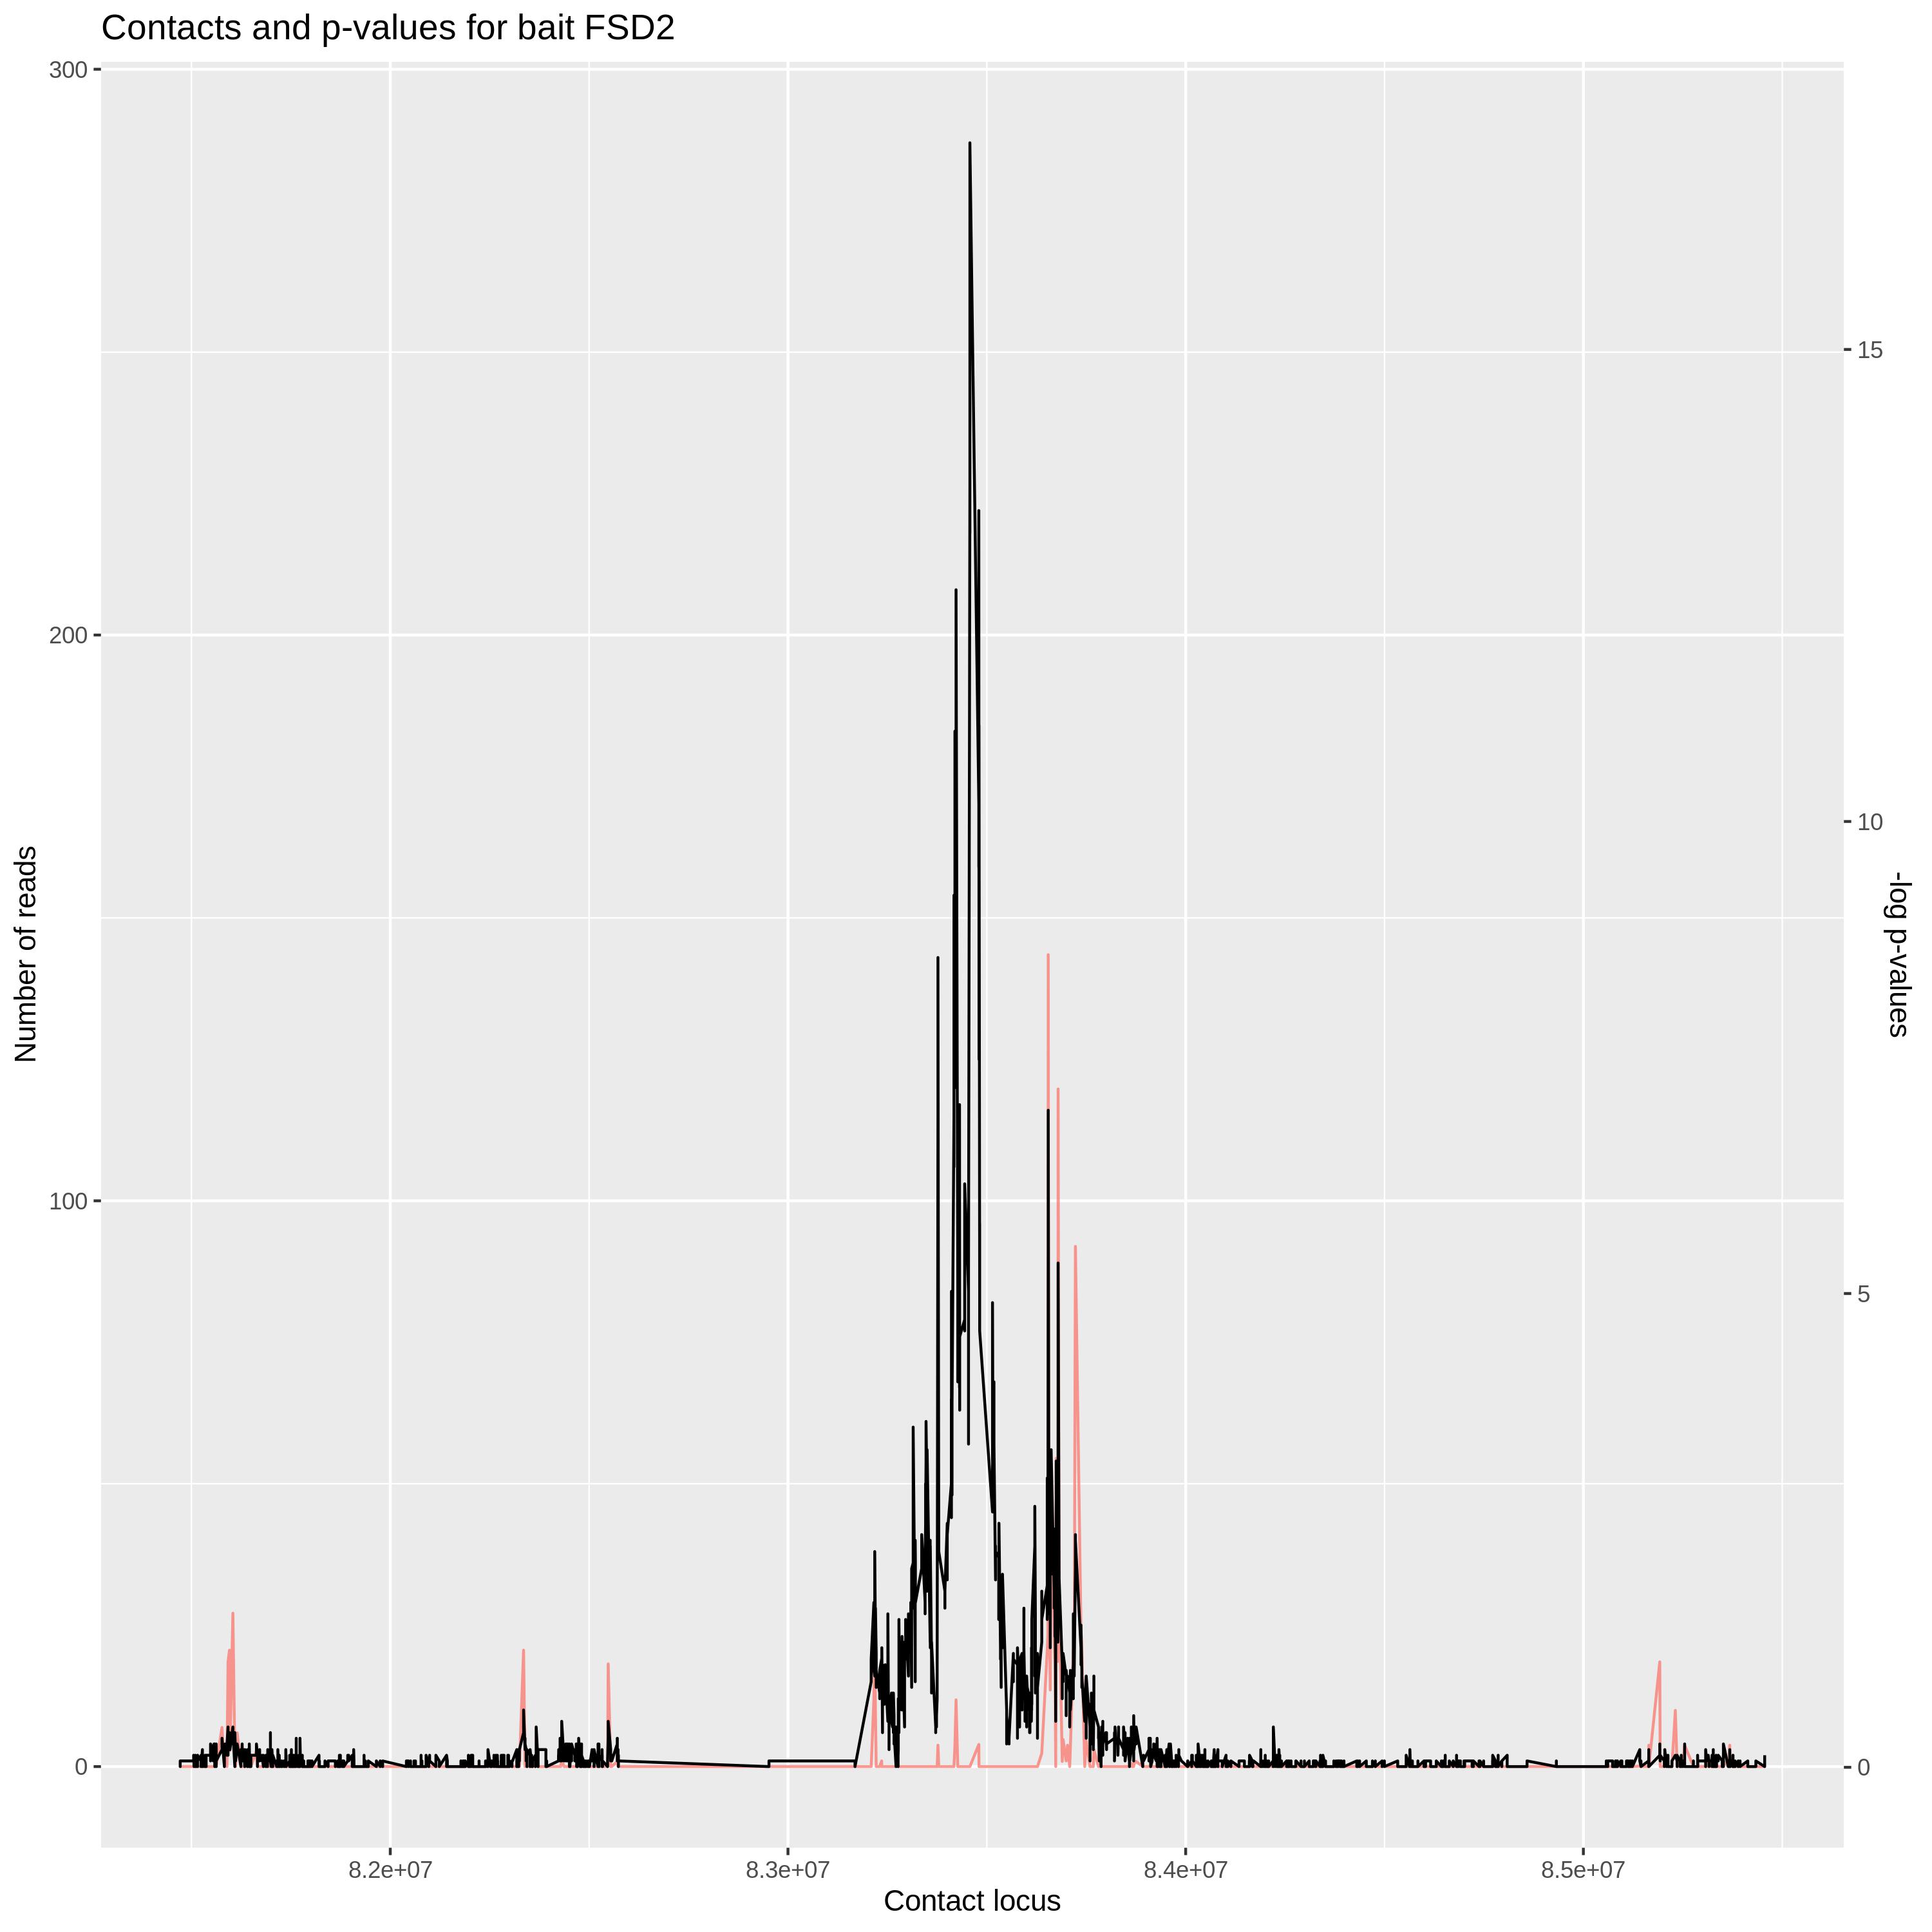 Contacts and p-values for bait FSD2
300
200
100
0
Number of reads
15
10
5
0
-log p-values
8.2e+07
8.3e+07
8.4e+07
8.5e+07
Contact locus